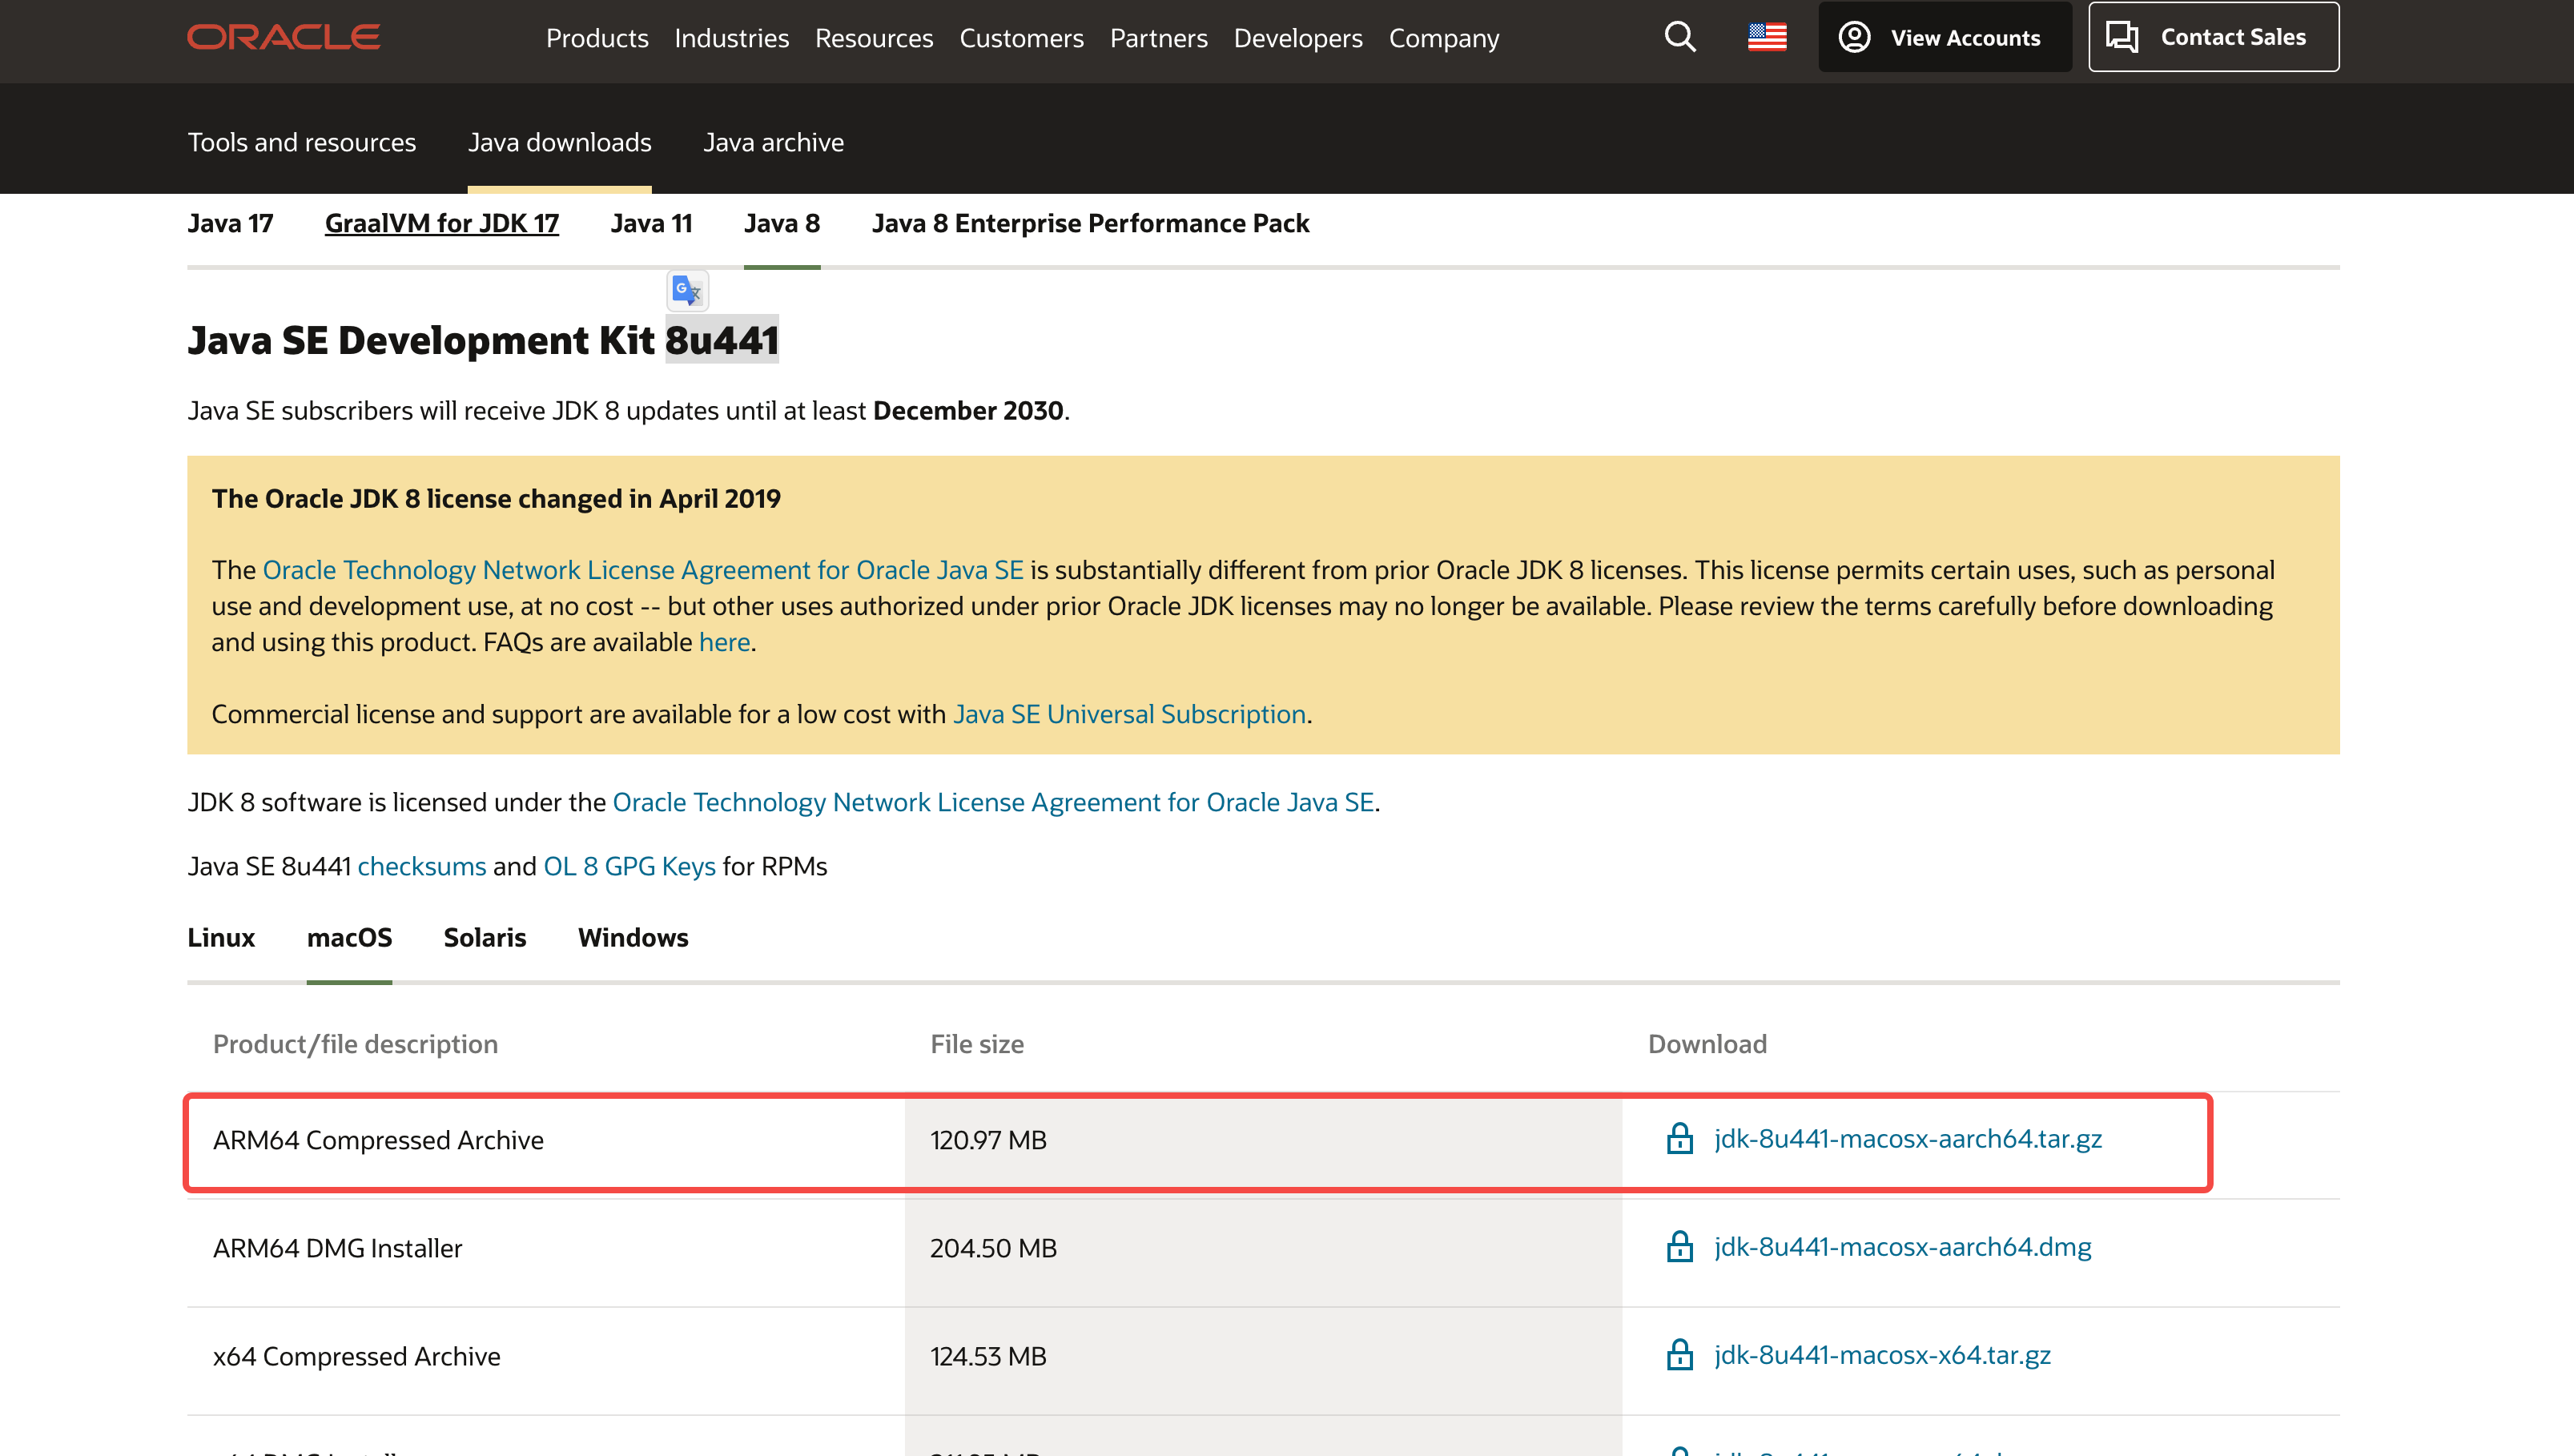 ORACLE
Products Industries Resources Customers Partners Developers Company
View Accounts
Contact Sales
Tools and resources Java downloads Java archive
Java 17 GraalVM for JDK 17 Java 11 Java 8 Java 8 Enterprise Performance Pack
Java SE Development Kit 8u441
Java SE subscribers will receive JDK 8 updates until at least December 2030.
The Oracle JDK 8 license changed in April 2019
The Oracle Technology Network License Agreement for Oracle Java SE is substantially different from prior Oracle JDK 8 licenses. This license permits certain uses, such as personal
use and development use, at no cost -- but other uses authorized under prior Oracle JDK licenses may no longer be available. Please review the terms carefully before downloading
and using this product. FAQs are available here.
Commercial license and support are available for a low cost with Java SE Universal Subscription.
JDK 8 software is licensed under the Oracle Technology Network License Agreement for Oracle Java SE.
Java SE 8u441 checksums and OL 8 GPG Keys for RPMs
Linux macOS Solaris Windows
Product/file description File size Download
ARM64 Compressed Archive 120.97 MB jdk-8u441-macosx-aarch64.tar.gz
ARM64 DMG Installer 204.50 MB jdk-8u441-macosx-aarch64.dmg
x64 Compressed Archive 124.53 MB jdk-8u441-macosx-x64.tar.gz